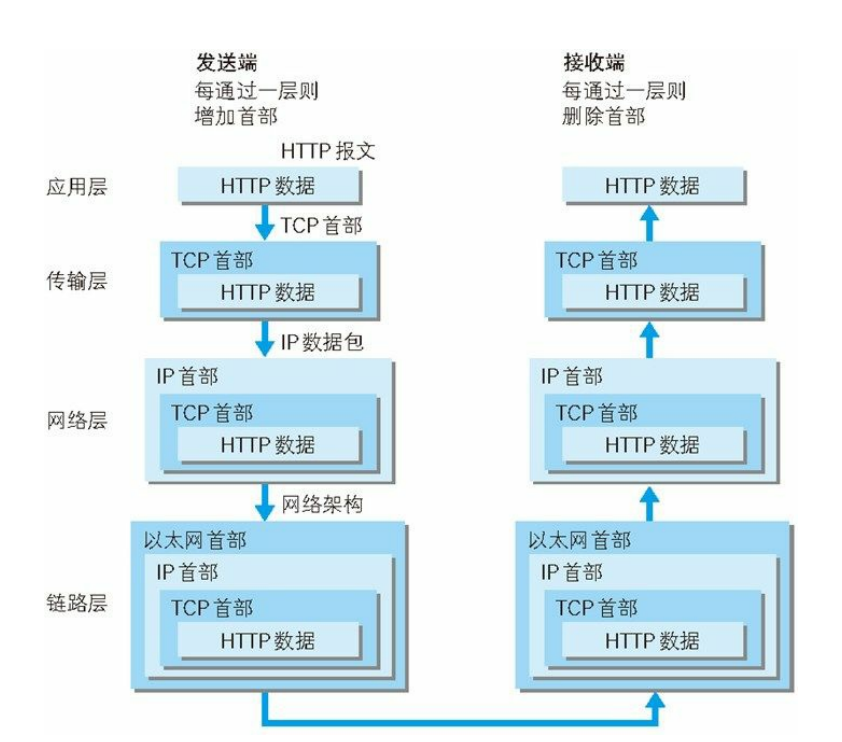 发送端
每通过一层则
增加首部
接收端
每通过一层则
删除首部
HTTP 报文
应用层
HTTP 数据
HTTP 数据
TCP 首部
传输层
TCP 首部
HTTP 数据
TCP 首部
HTTP 数据
IP 数据包
网络层
IP 首部
TCP 首部
HTTP 数据
IP 首部
TCP 首部
HTTP 数据
网络架构
链路层
以太网首部
IP 首部
TCP 首部
HTTP 数据
以太网首部
IP 首部
TCP 首部
HTTP 数据